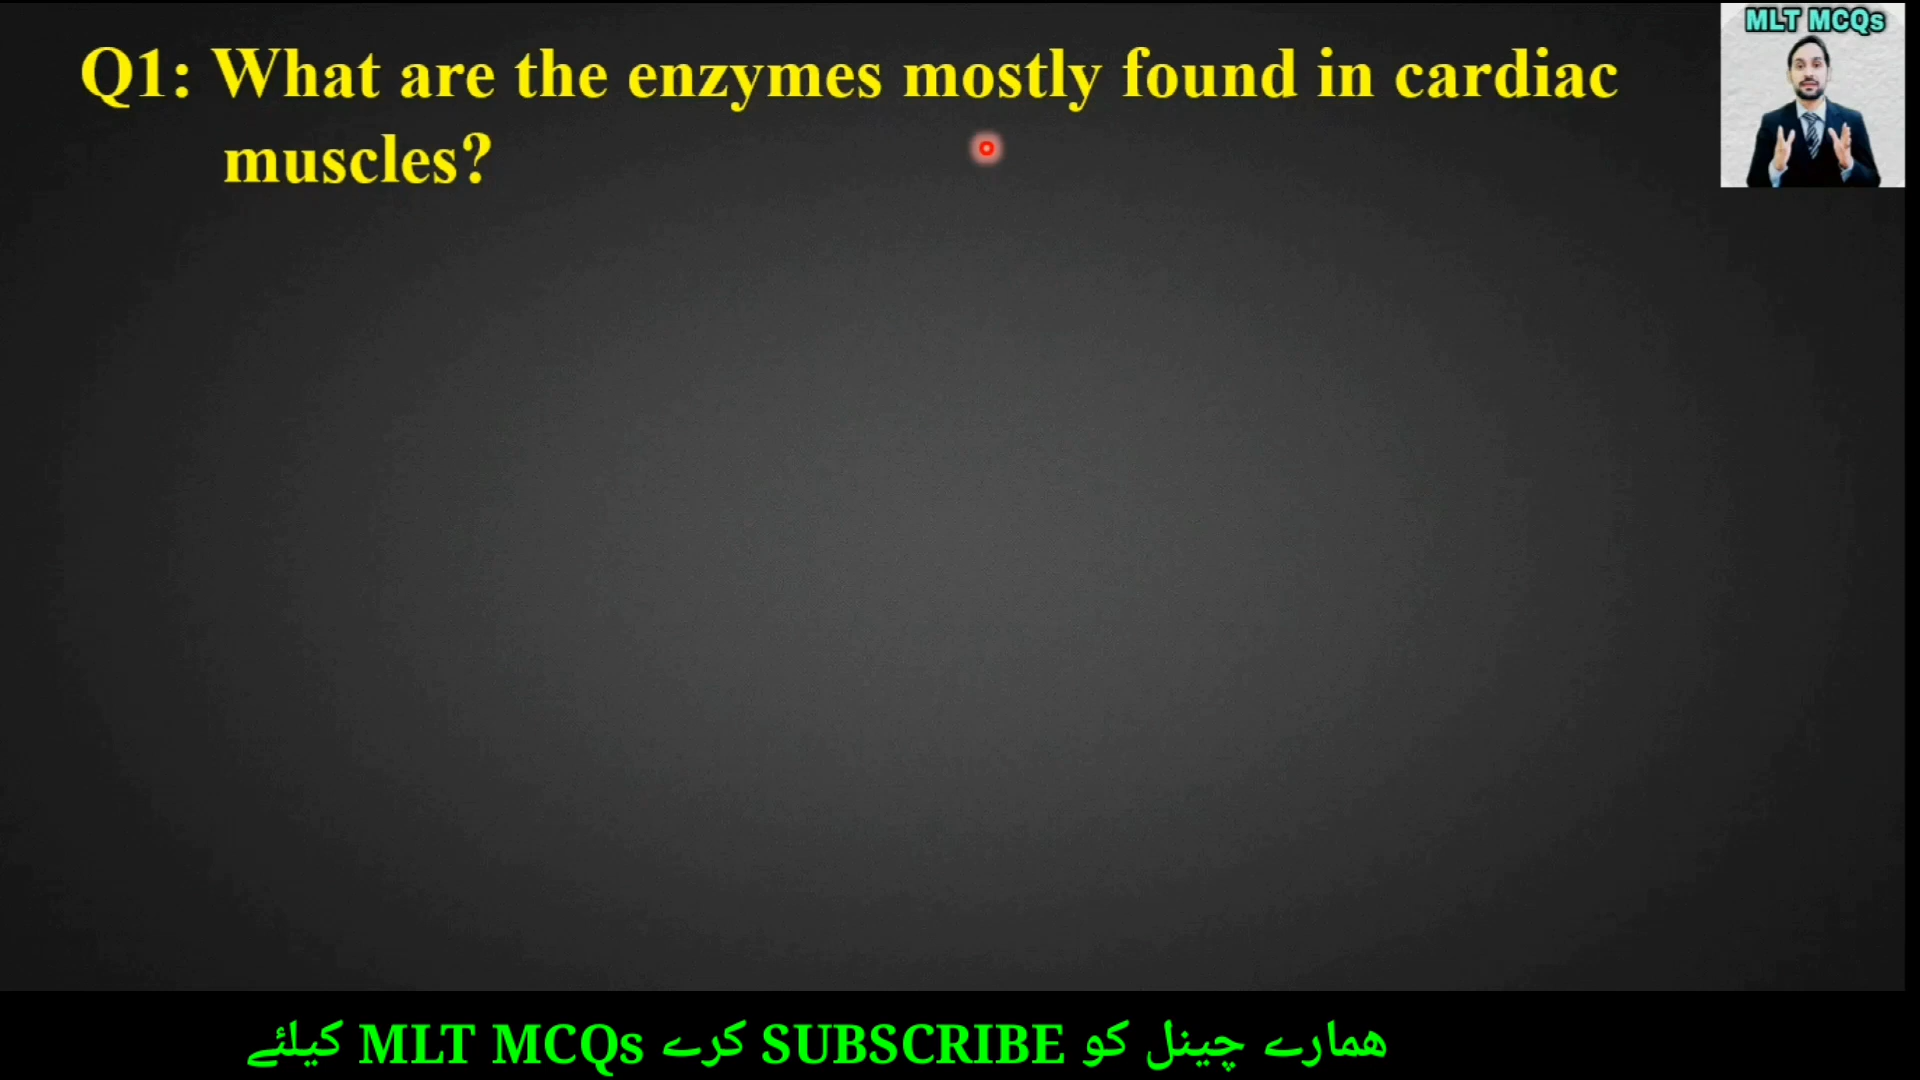 MLT MCQs
Q1: What are the enzymes mostly found in cardiac
muscles?
ھمارے چینل کو SUBSCRIBE کرے MLT MCQs کیلئے